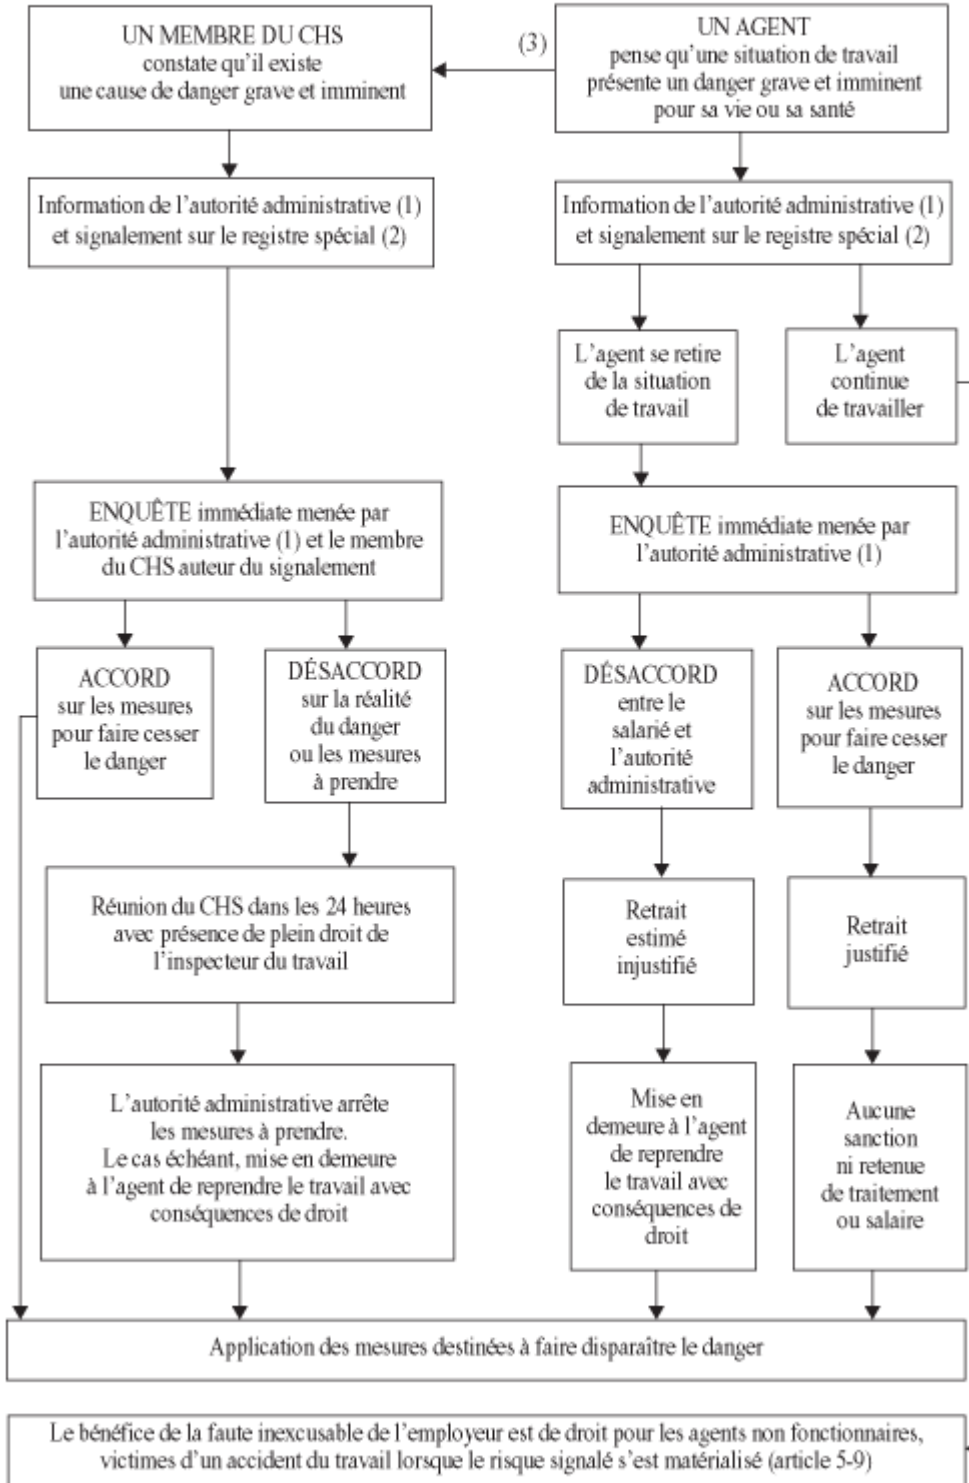 UN MEMBRE DU CHS
constate qu'il existe
une cause de danger grave et imminent
(3)
UN AGENT
pense qu'une situation de travail
présente un danger grave et imminent
pour sa vie ou sa santé
Information de l'autorité administrative (1)
et signalement sur le registre spécial (2)
Information de l'autorité administrative (1)
et signalement sur le registre spécial (2)
L'agent se retire
de la situation
de travail
L'agent
continue
de travailler
ENQUÊTE immédiate menée par
l'autorité administrative (1) et le membre
du CHS auteur du signalement
ENQUÊTE immédiate menée par
l'autorité administrative (1)
ACCORD
sur les mesures
pour faire cesser
le danger
DÉSACCORD
sur la réalité
du danger
ou les mesures
à prendre
DÉSACCORD
entre le
salarié et
l'autorité
administrative
ACCORD
sur les mesures
pour faire cesser
le danger
Réunion du CHS dans les 24 heures
avec présence de plein droit de
l'inspecteur du travail
Retrait
estimé
injustifié
Retrait
justifié
L'autorité administrative arrête
les mesures à prendre.
Le cas échéant, mise en demeure
à l'agent de reprendre le travail avec
conséquences de droit
Mise en
demeure à l'agent
de reprendre
le travail avec
conséquences de
droit
Aucune
sanction
ni retenue
de traitement
ou salaire
Application des mesures destinées à faire disparaître le danger
Le bénéfice de la faute inexcusable de l'employeur est de droit pour les agents non fonctionnaires,
victimes d'un accident du travail lorsque le risque signalé s'est matérialisé (article 5-9)